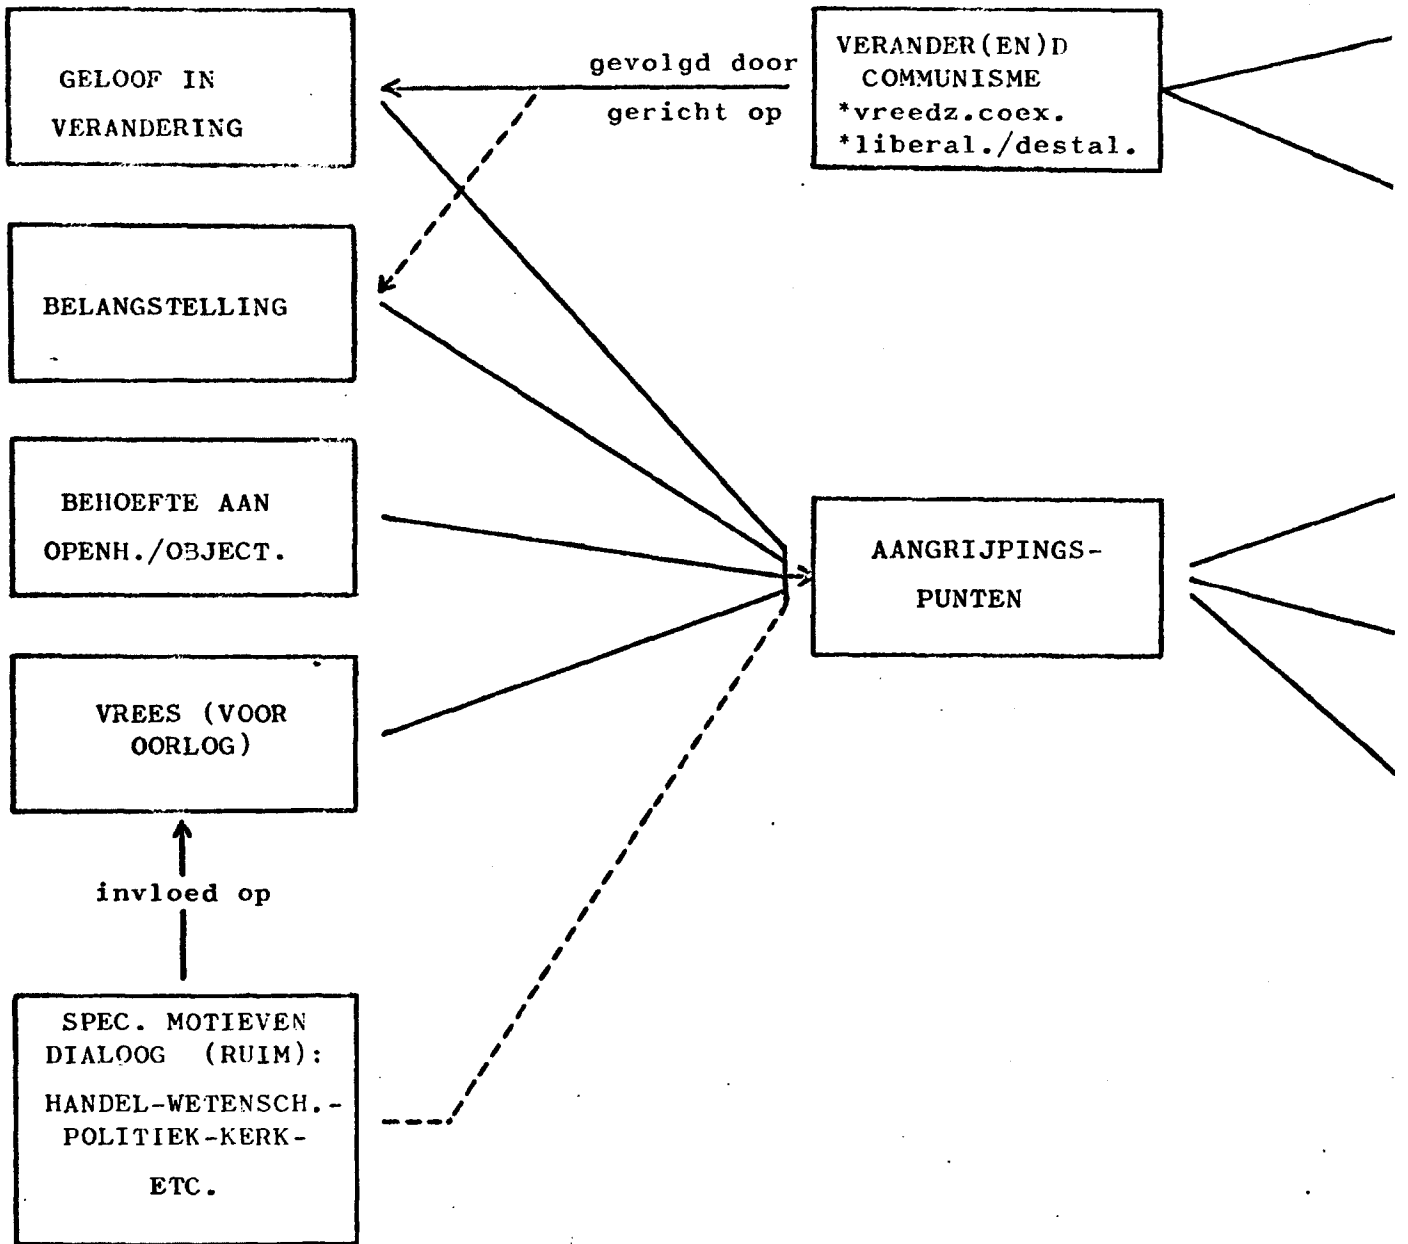 GELOOF IN
VERANDERING
gevolgd door
gericht op
VERANDER(EN)D
COMMUNISME
*vreedz.coex.
*liberal./destal.
BELANGSTELLING
BEHOEFTE AAN
OPENH./OBJECT.
AANGRIJPINGS-
PUNTEN
VREES (VOOR
OORLOG)
invloed op
SPEC. MOTIEVEN
DIALOOG (RUIM):
HANDEL-WETENSCH.-
POLITIEK-KERK-
ETC.